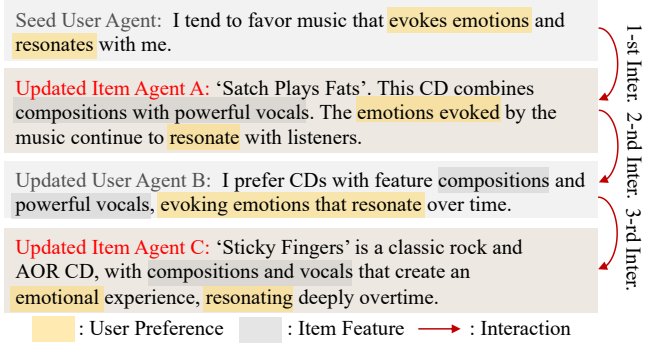 Seed User Agent: I tend to favor music that evokes emotions and
resonates with me.
Updated Item Agent A: ‘Satch Plays Fats’. This CD combines
compositions with powerful vocals. The emotions evoked by the
music continue to resonate with listeners.
Updated User Agent B: I prefer CDs with feature compositions and
powerful vocals, evoking emotions that resonate over time.
Updated Item Agent C: ‘Sticky Fingers’ is a classic rock and
AOR CD, with compositions and vocals that create an
emotional experience, resonating deeply overtime.
1-st Inter. 2-nd Inter. 3-rd Inter.
: User Preference : Item Feature : Interaction